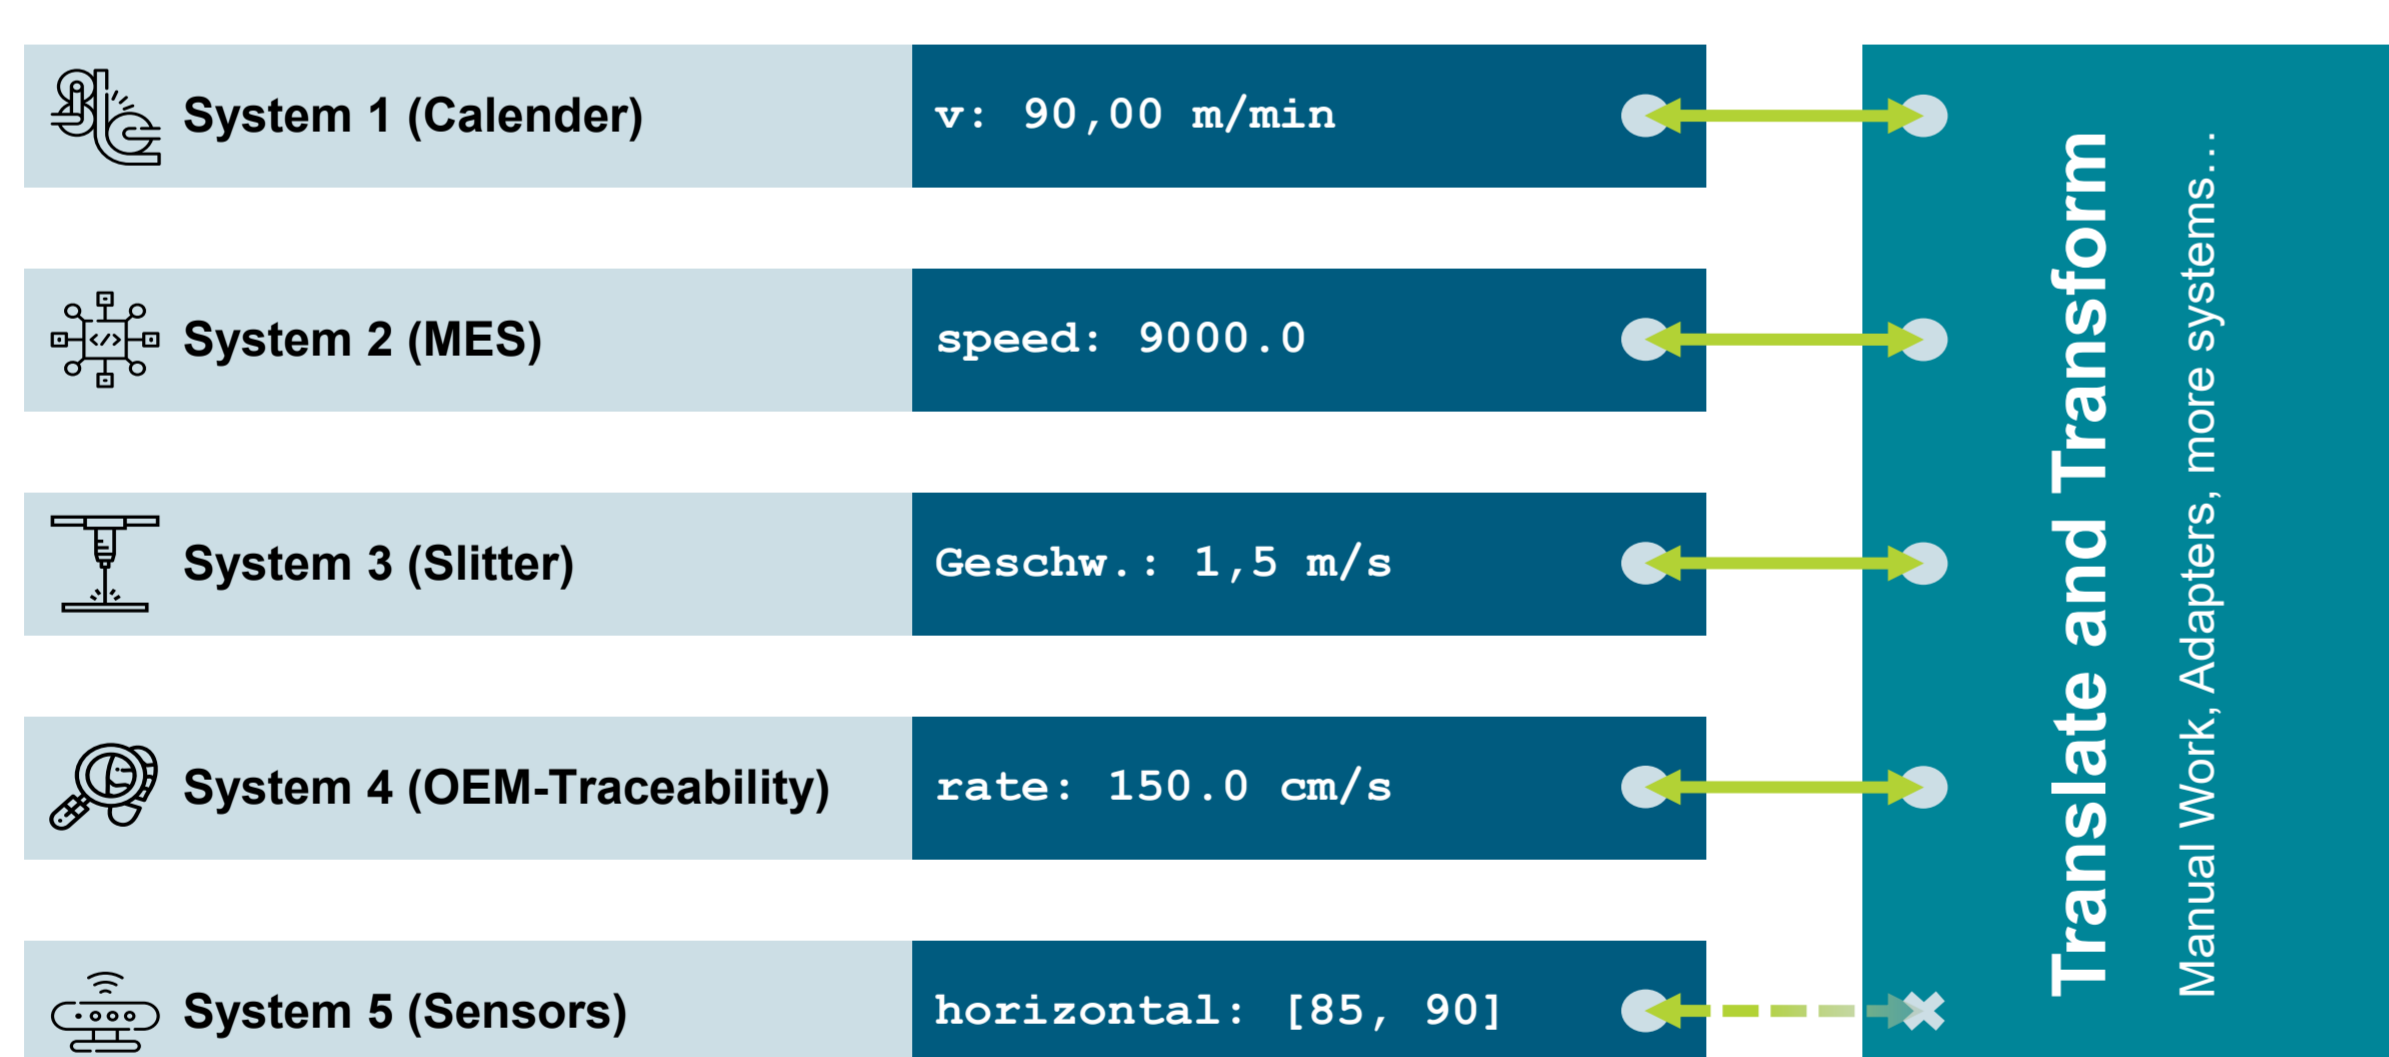 System 1 (Calender)
v: 90,00 m/min
System 2 (MES)
speed: 9000.0
System 3 (Slitter)
Geschw.: 1,5 m/s
System 4 (OEM-Traceability)
rate: 150.0 cm/s
System 5 (Sensors)
horizontal: [85, 90]
Translate and Transform
Manual Work, Adapters, more systems...